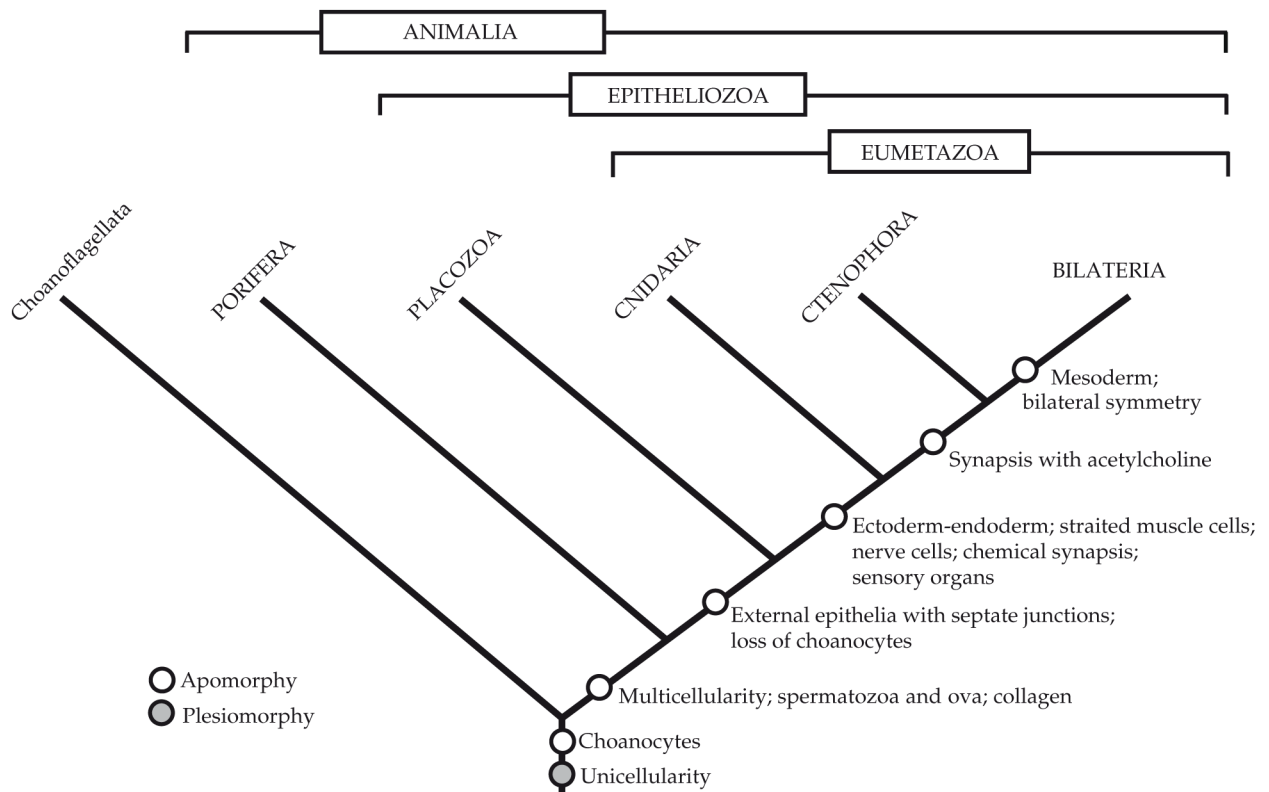 ANIMALIA
EPITHELIOZOA
EUMETAZOA
Choanoflagellata
PORIFERA
PLACOZOA
CNIDARIA
CTENOPHORA
BILATERIA
Mesoderm;
bilateral symmetry
Synapsis with acetylcholine
Ectoderm-endoderm; straited muscle cells;
nerve cells; chemical synapsis;
sensory organs
External epithelia with septate junctions;
loss of choanocytes
Multicellularity; spermatozoa and ova; collagen
Choanocytes
Unicellularity
Apomorphy
Plesiomorphy